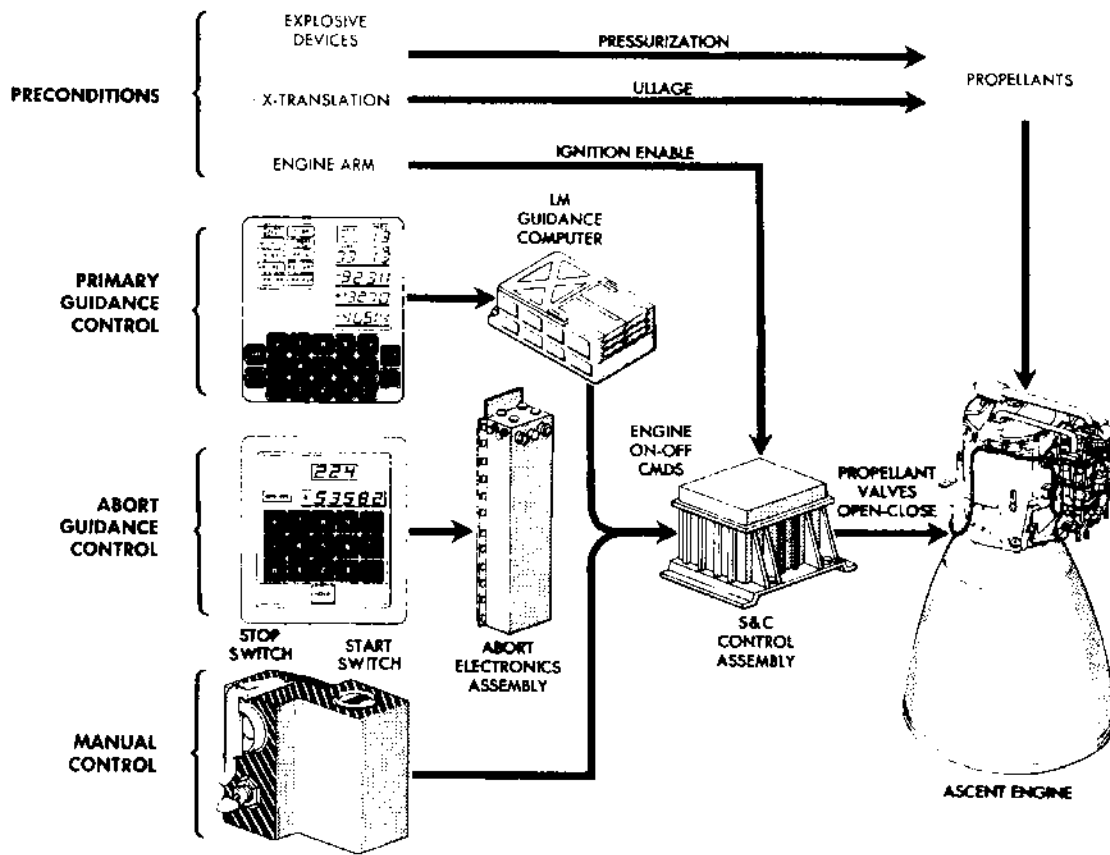 EXPLOSIVE
DEVICES
PRESSURIZATION
PROPELLANTS
PRECONDITIONS
X-TRANSLATION
ULLAGE
ENGINE ARM
IGNITION ENABLE
LM
GUIDANCE
COMPUTER
PRIMARY
GUIDANCE
CONTROL
ENGINE
ON-OFF
CMDS
PROPELLANT
VALVES
OPEN-CLOSE
ABORT
GUIDANCE
CONTROL
224
53582
STOP
SWITCH
START
SWITCH
ABORT
ELECTRONICS
ASSEMBLY
S&C
CONTROL
ASSEMBLY
MANUAL
CONTROL
ASCENT ENGINE